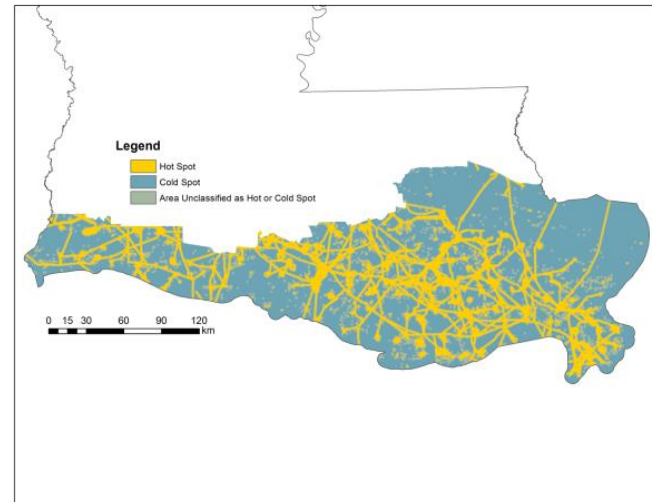 Legend
Hot Spot
Cold Spot
Area Unclassified as Hot or Cold Spot
0 15 30 60 90 120
km